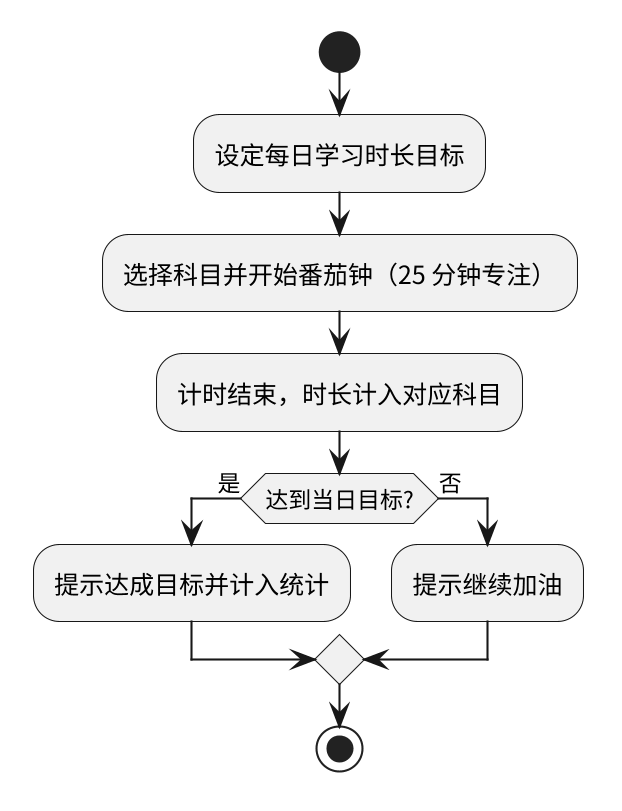 设定每日学习时长目标
选择科目并开始番茄钟（25 分钟专注）
计时结束，时长计入对应科目
是
达到当日目标?
否
提示达成目标并计入统计
提示继续加油